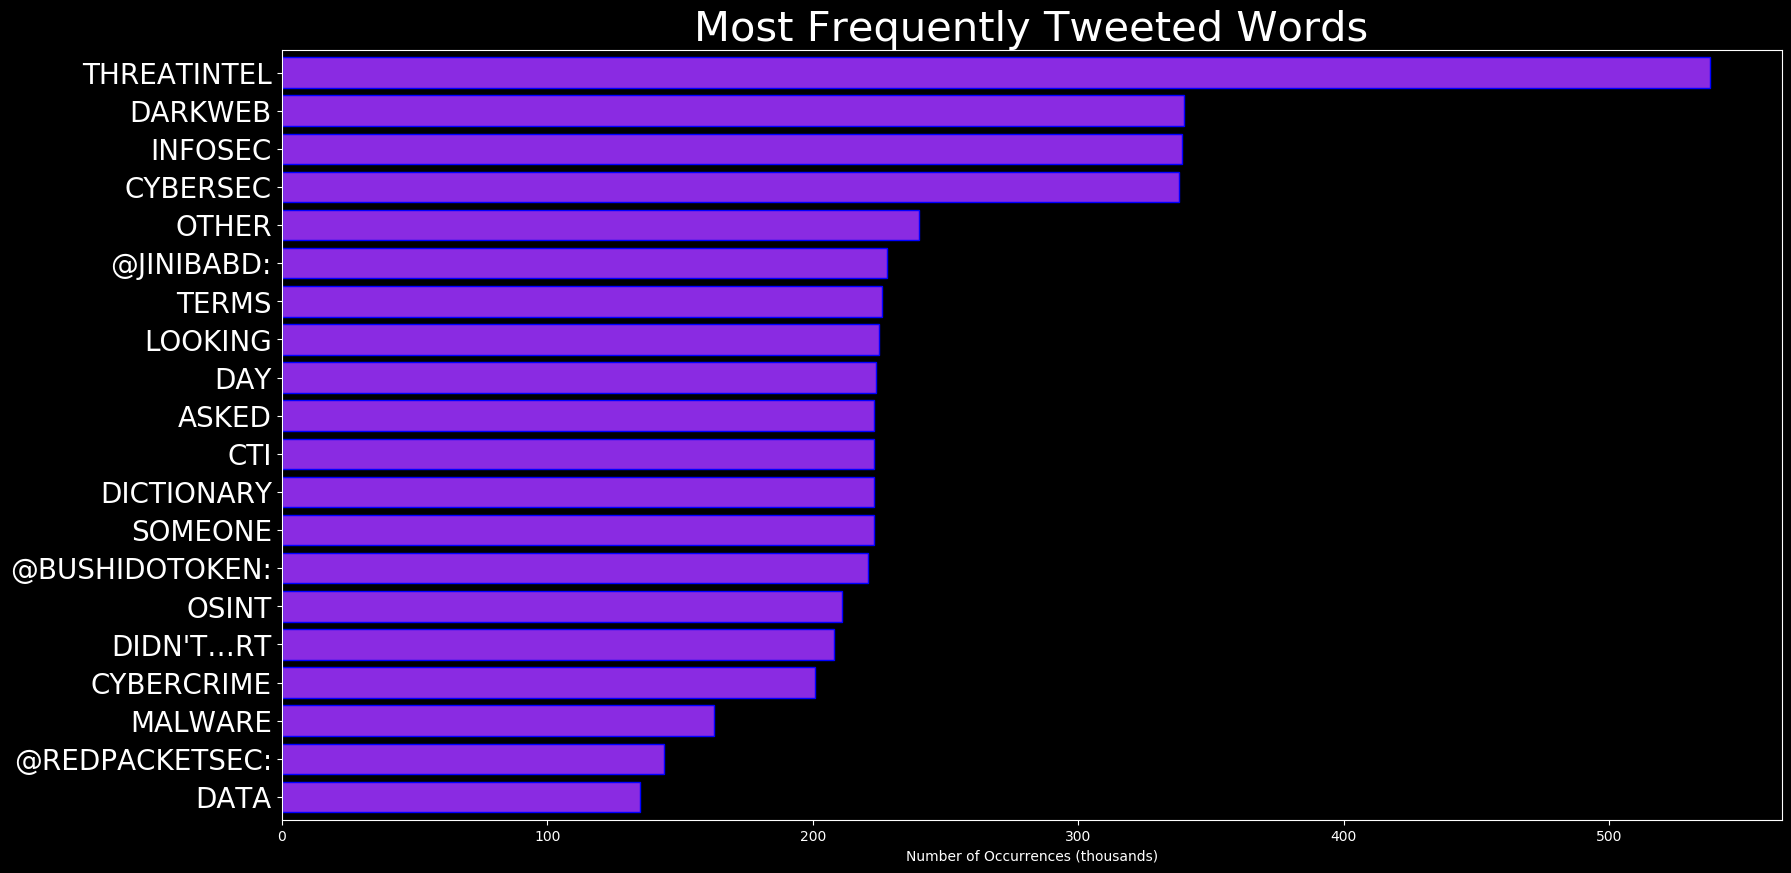 Most Frequently Tweeted Words
THREATINTEL
DARKWEB
INFOSEC
CYBERSEC
OTHER
@JINIBABD:
TERMS
LOOKING
DAY
ASKED
CTI
DICTIONARY
SOMEONE
@BUSHIDOTOKEN:
OSINT
DIDN'T…RT
CYBERCRIME
MALWARE
@REDPACKETSEC:
DATA
0 100 200 300 400 500
Number of Occurrences (thousands)